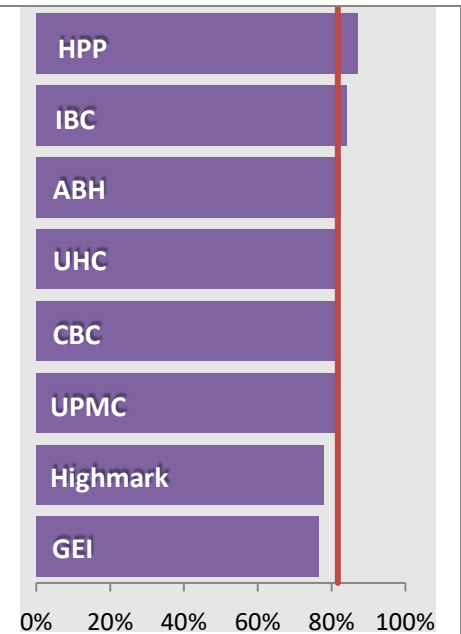 HPP
IBC
ABH
UHC
CBC
UPMC
Highmark
GEI
0% 20% 40% 60% 80% 100%